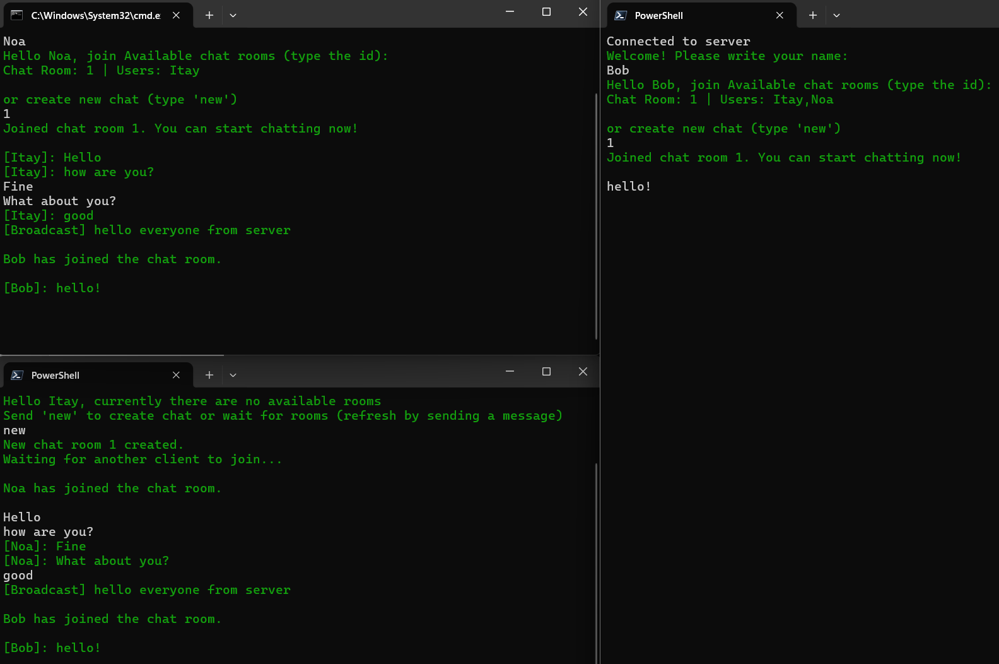 C:\Windows\System32\cmd.e
Noa
Hello Noa, join Available chat rooms (type the id):
Chat Room: 1 | Users: Itay
or create new chat (type 'new')
1
Joined chat room 1. You can start chatting now!
[Itay]: Hello
[Itay]: how are you?
Fine
What about you?
[Itay]: good
[Broadcast] hello everyone from server
Bob has joined the chat room.
[Bob]: hello!
PowerShell
Hello Itay, currently there are no available rooms
Send 'new' to create chat or wait for rooms (refresh by sending a message)
new
New chat room 1 created.
Waiting for another client to join...
Noa has joined the chat room.
Hello
how are you?
[Noa]: Fine
[Noa]: What about you?
good
[Broadcast] hello everyone from server
Bob has joined the chat room.
[Bob]: hello!
PowerShell
Connected to server
Welcome! Please write your name:
Bob
Hello Bob, join Available chat rooms (type the id):
Chat Room: 1 | Users: Itay,Noa
or create new chat (type 'new')
1
Joined chat room 1. You can start chatting now!
hello!